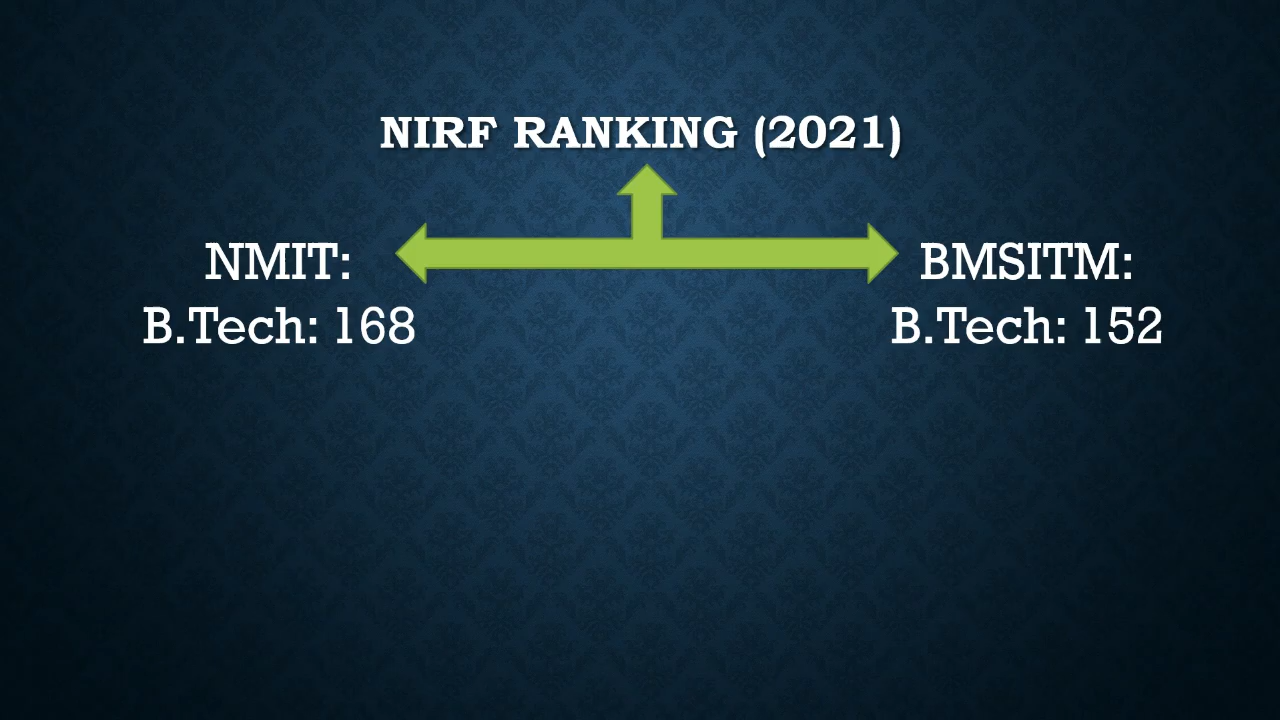 NIRF RANKING (2021)
NMIT:
B.Tech: 168
BMSITM:
B.Tech: 152